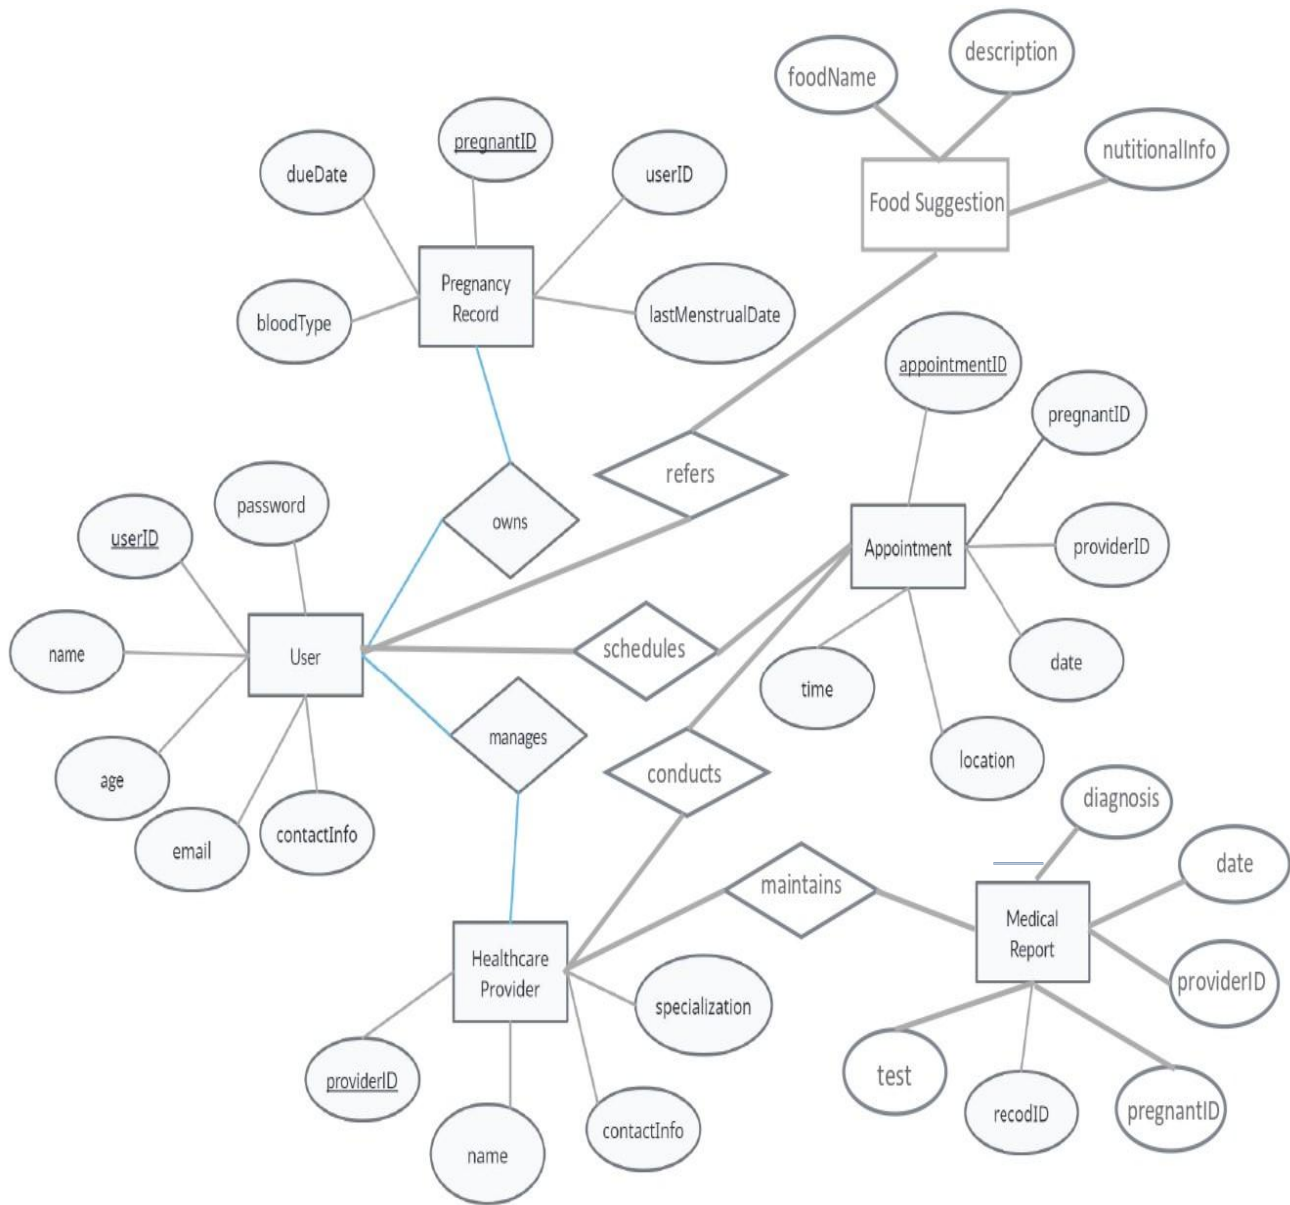 description
foodName
nutitionalInfo
pregnantID
dueDate
userID
Food Suggestion
Pregnancy
Record
bloodType
lastMenstrualDate
appointmentID
pregnantID
refers
password
owns
userID
Appointment
providerID
name
User
schedules
date
time
manages
location
conducts
age
contactInfo
email
diagnosis
date
maintains
Medical
Report
Healthcare
Provider
specialization
providerID
providerID
test
recodID
pregnantID
name
contactInfo